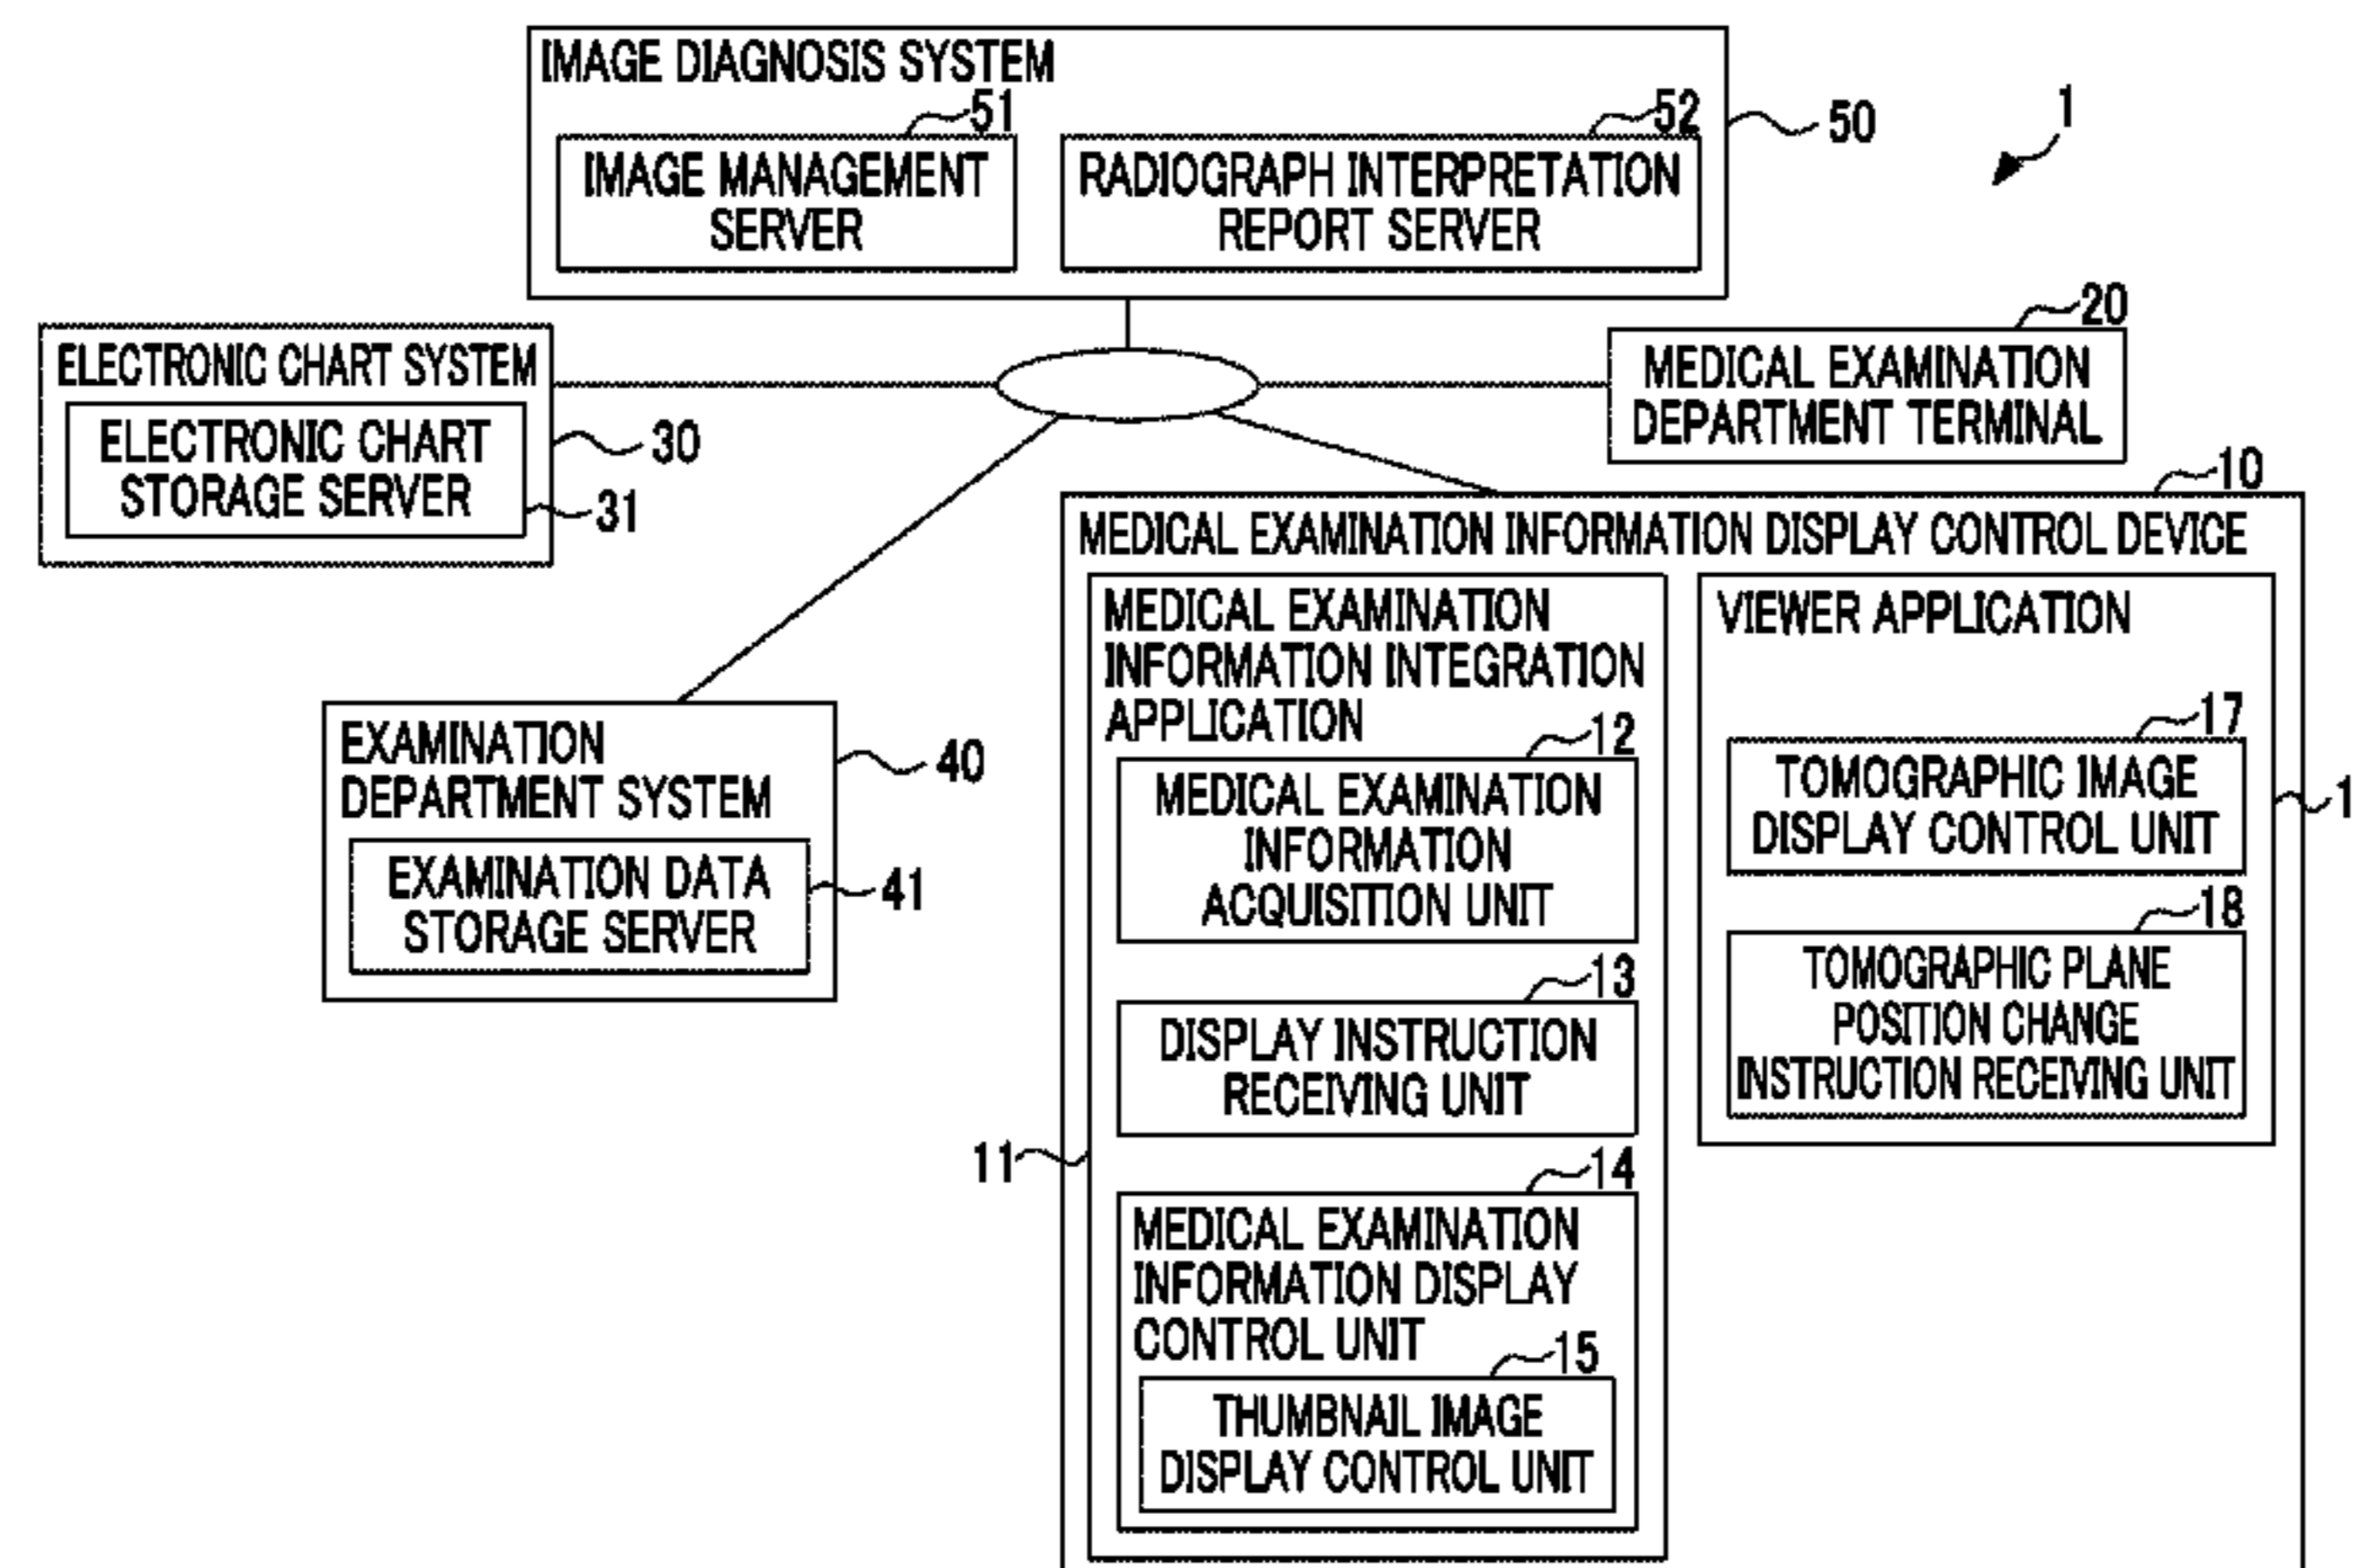 IMAGE DIAGNOSIS SYSTEM
51
52
50
1
IMAGE MANAGEMENT
SERVER
RADIOGRAPH INTERPRETATION
REPORT SERVER
20
MEDICAL EXAMINATION
DEPARTMENT TERMINAL
ELECTRONIC CHART SYSTEM
ELECTRONIC CHART
STORAGE SERVER
30
31
10
MEDICAL EXAMINATION INFORMATION DISPLAY CONTROL DEVICE
MEDICAL EXAMINATION
INFORMATION INTEGRATION
APPLICATION
12
MEDICAL EXAMINATION
INFORMATION
ACQUISITION UNIT
13
DISPLAY INSTRUCTION
RECEIVING UNIT
11
14
MEDICAL EXAMINATION
INFORMATION DISPLAY
CONTROL UNIT
15
THUMBNAIL IMAGE
DISPLAY CONTROL UNIT
VIEWER APPLICATION
17
TOMOGRAPHIC IMAGE
DISPLAY CONTROL UNIT
1
18
TOMOGRAPHIC PLANE
POSITION CHANGE
INSTRUCTION RECEIVING UNIT
EXAMINATION
DEPARTMENT SYSTEM
40
EXAMINATION DATA
STORAGE SERVER
41